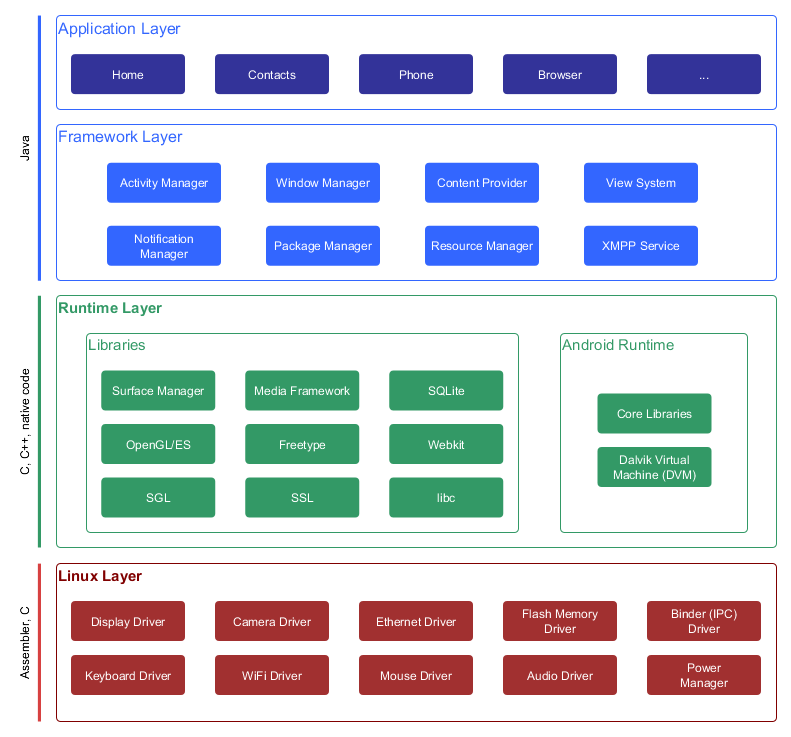 Application Layer
Home
Contacts
Phone
Browser
...
Java
Framework Layer
Activity Manager
Window Manager
Content Provider
View System
Notification
Manager
Package Manager
Resource Manager
XMPP Service
C, C++, native code
Runtime Layer
Libraries
Surface Manager
Media Framework
SQLite
OpenGL/ES
Freetype
Webkit
SGL
SSL
libc
Android Runtime
Core Libraries
Dalvik Virtual
Machine (DVM)
Assembler, C
Linux Layer
Display Driver
Camera Driver
Ethernet Driver
Flash Memory
Driver
Binder (IPC)
Driver
Keyboard Driver
WiFi Driver
Mouse Driver
Audio Driver
Power
Manager